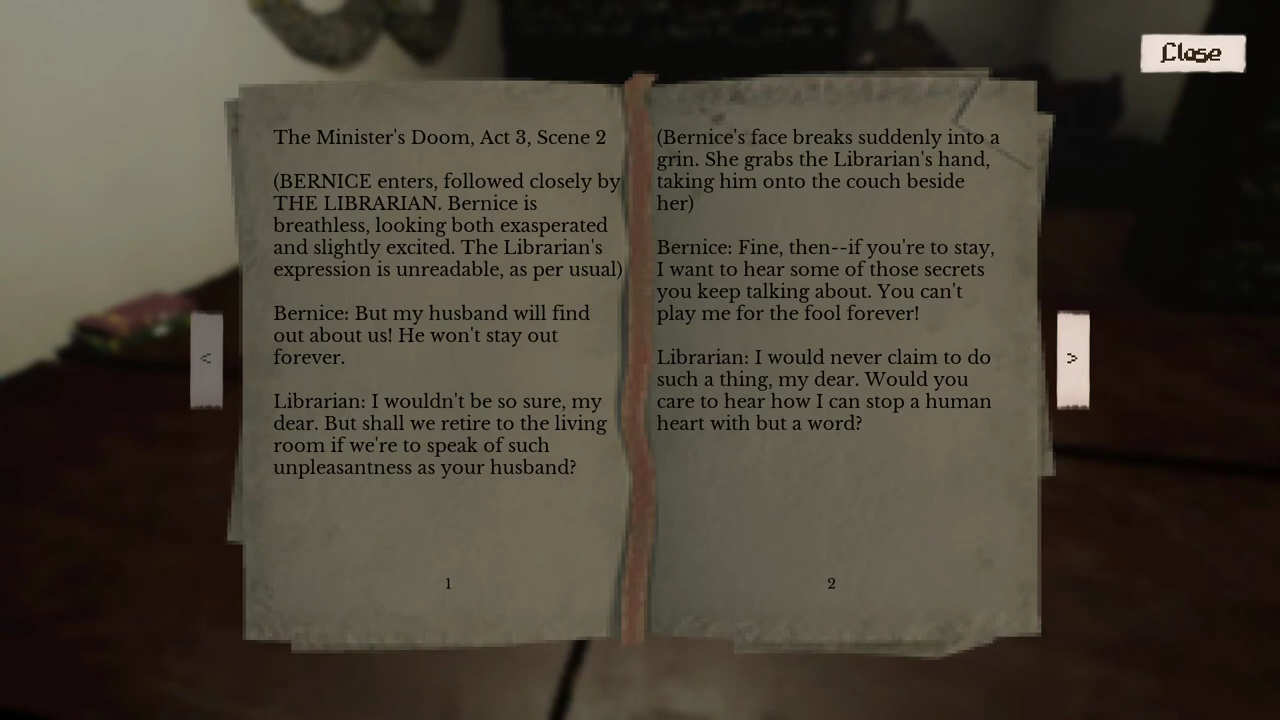 Close
The Minister's Doom, Act 3, Scene 2
(BERNICE enters, followed closely by
THE LIBRARIAN. Bernice is
breathless, looking both exasperated
and slightly excited. The Librarian's
expression is unreadable, as per usual)
Bernice: But my husband will find
out about us! He won't stay out
forever.
Librarian: I wouldn't be so sure, my
dear. But shall we retire to the living
room if we're to speak of such
unpleasantness as your husband?
1
(Bernice's face breaks suddenly into a
grin. She grabs the Librarian's hand,
taking him onto the couch beside
her)
Bernice: Fine, then--if you're to stay,
I want to hear some of those secrets
you keep talking about. You can't
play me for the fool forever!
Librarian: I would never claim to do
such a thing, my dear. Would you
care to hear how I can stop a human
heart with but a word?
2
<
>